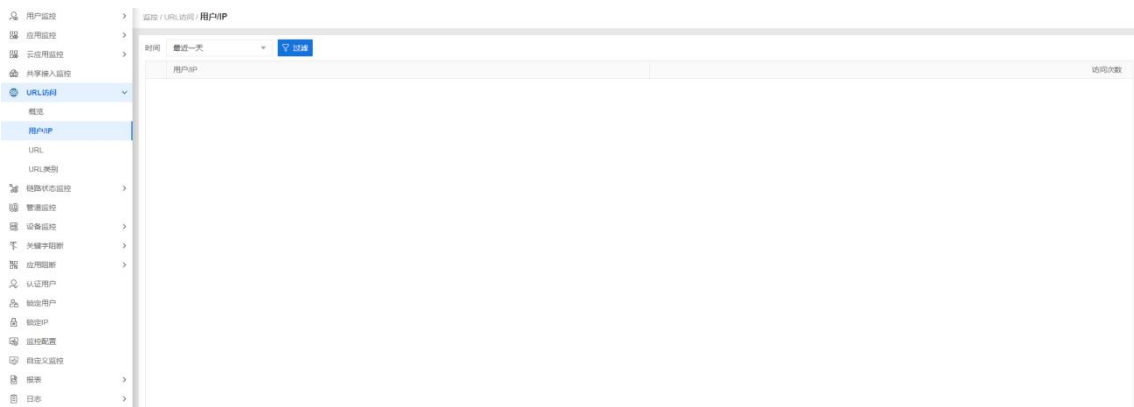 用户监控
监控 / URL访问 / 用户/IP
应用监控
时间 最近一天 过滤
云应用监控
用户/IP 访问次数
共享接入监控
URL访问
概览
用户/IP
URL
URL类别
链路状态监控
管道监控
设备监控
关键字阻断
应用阻断
认证用户
锁定用户
锁定IP
监控配置
自定义监控
报表
日志